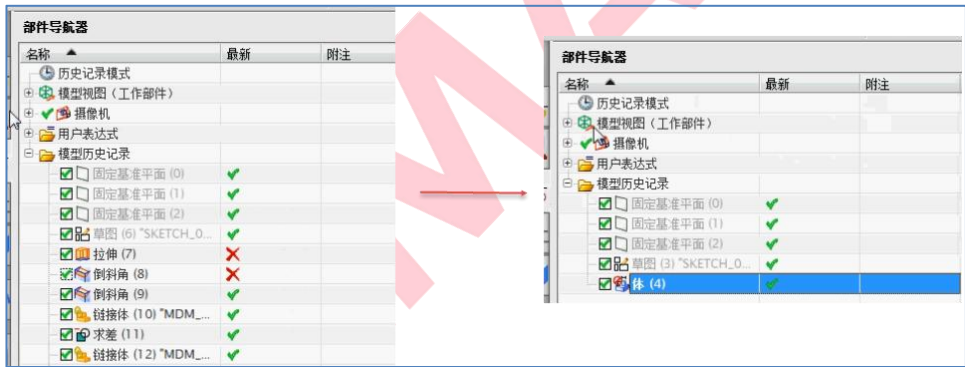 部件导航器
名称 最新 附注
历史记录模式
模型视图（工作部件）
摄像机
用户表达式
模型历史记录
固定基准平面 (0)
固定基准平面 (1)
固定基准平面 (2)
草图 (6) "SKETCH_0...
拉伸 (7)
倒斜角 (8)
倒斜角 (9)
链接体 (10) "MDM_...
求差 (11)
链接体 (12) "MDM_...
部件导航器
名称 最新 附注
历史记录模式
模型视图（工作部件）
摄像机
用户表达式
模型历史记录
固定基准平面 (0)
固定基准平面 (1)
固定基准平面 (2)
草图 (3) "SKETCH_0...
体 (4)